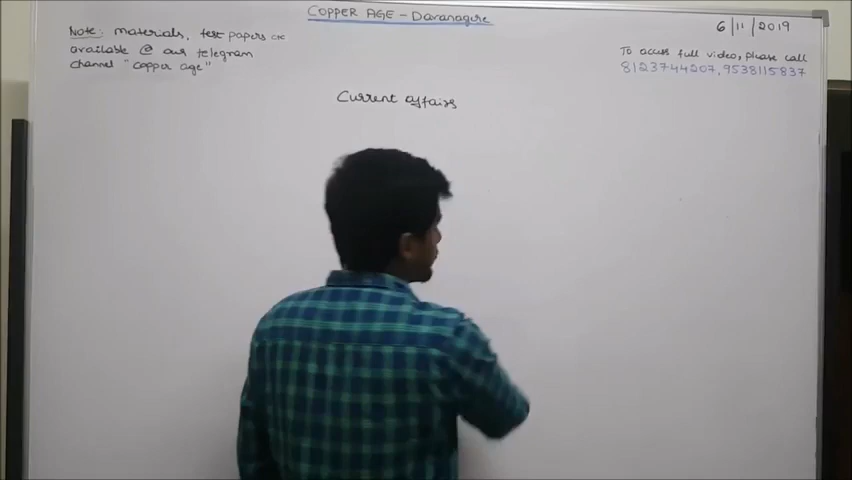 COPPER AGE - Davanagere
6/11/2019
Note: materials, test papers etc
available @ our telegram
channel "copper age"
To access full video, please call
8123744207, 9538115837
Current affairs